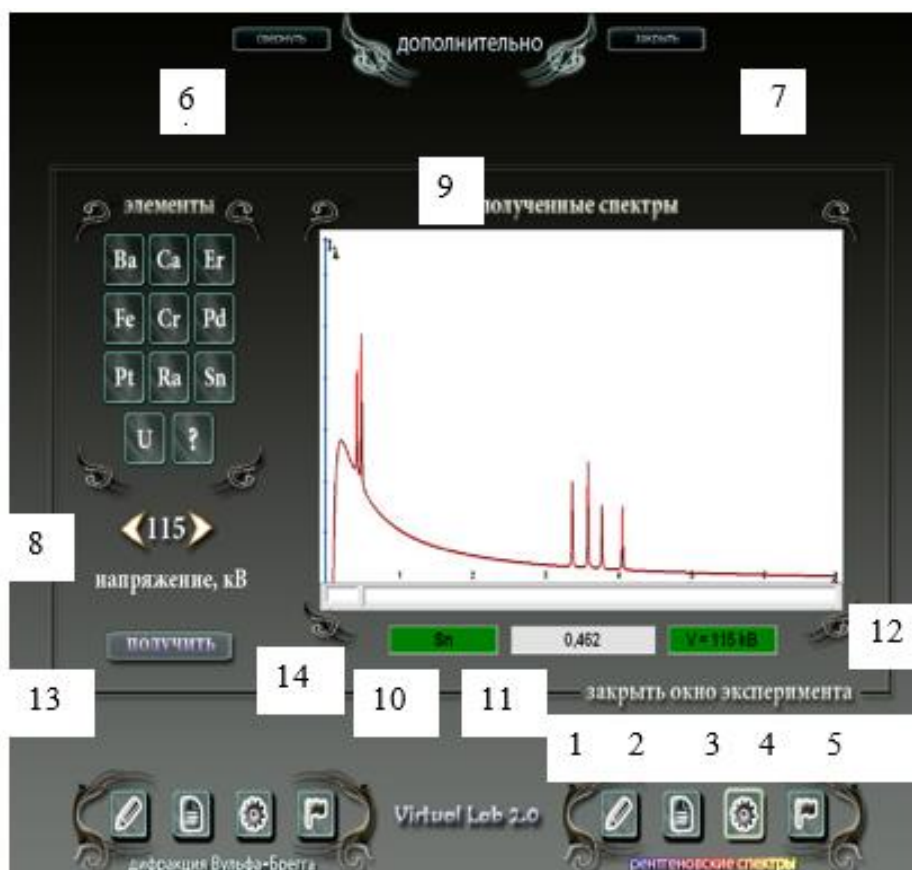 свернуть дополнительно закрыть
6
.
7
9
элементы
полученные спектры
Ba Ca Er
Fe Cr Pd
Pt Ra Sn
U ?
1 2 3 4
8
115
напряжение, кВ
получить
Sn 0,462 V = 115 kB
12
13
14
10
11
закрыть окно эксперимента
1 2 3 4 5
Virtuel Lab 2.0
дифракция Вульфа-Брегга
рентгеновские спектры